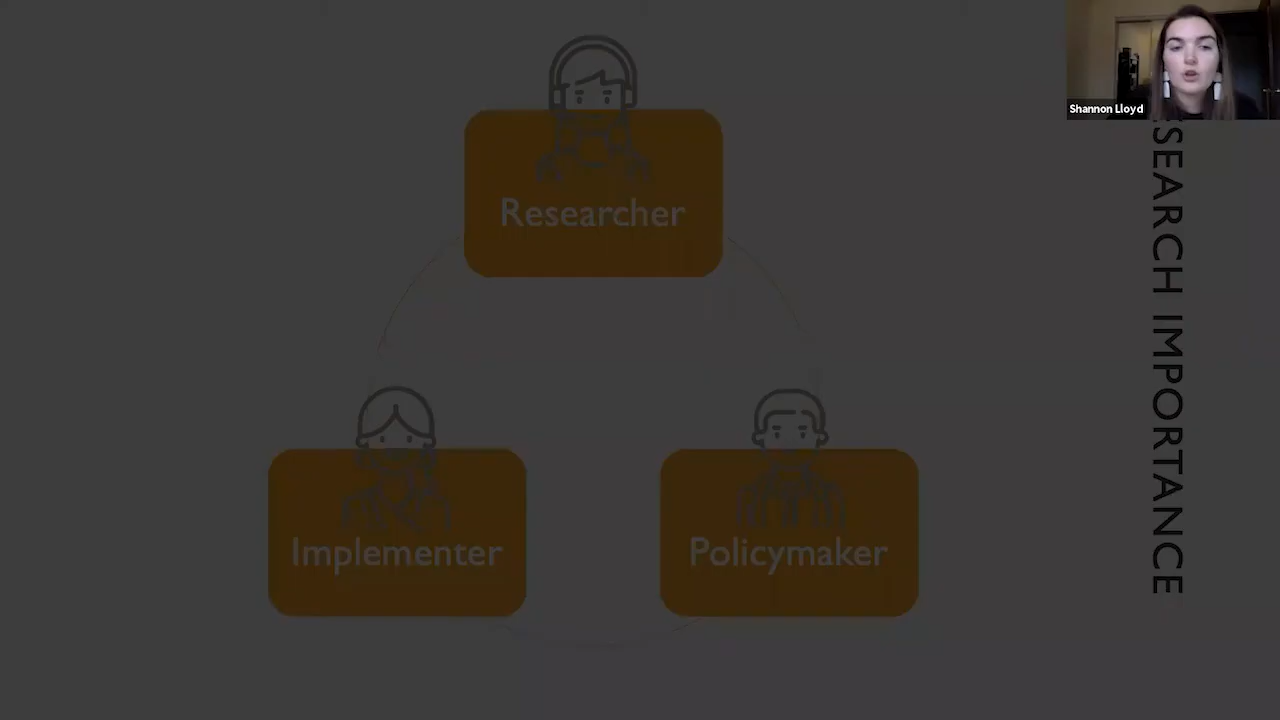 Shannon Lloyd
Researcher
Implementer
Policymaker
SEARCH IMPORTANCE